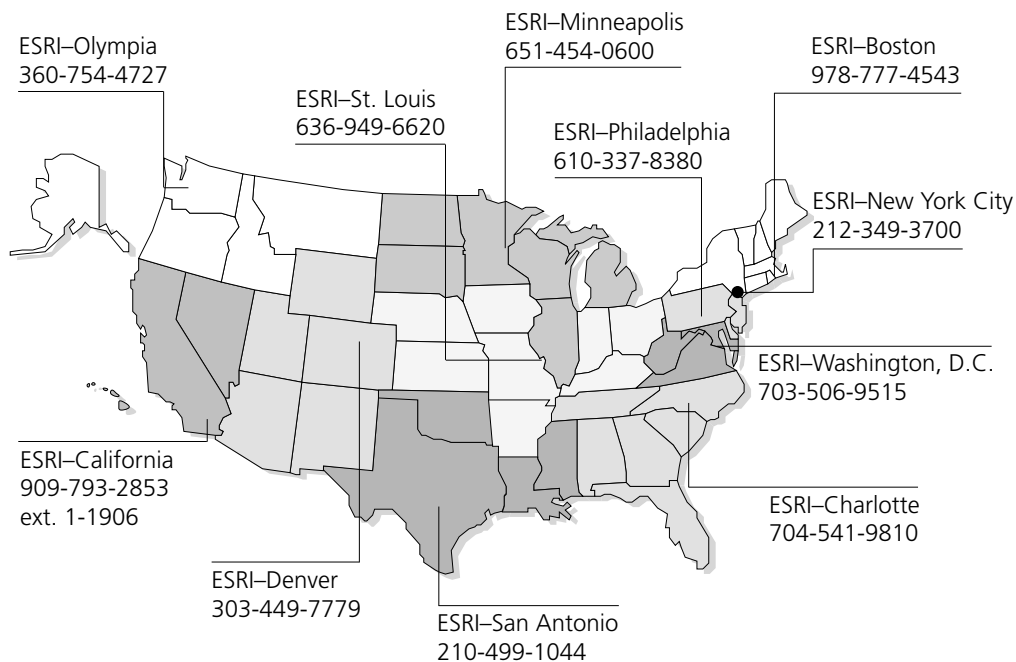 ESRI–Minneapolis
651-454-0600
ESRI–Olympia
360-754-4727
ESRI–Boston
978-777-4543
ESRI–St. Louis
636-949-6620
ESRI–Philadelphia
610-337-8380
ESRI–New York City
212-349-3700
ESRI–Washington, D.C.
703-506-9515
ESRI–California
909-793-2853
ext. 1-1906
ESRI–Charlotte
704-541-9810
ESRI–Denver
303-449-7779
ESRI–San Antonio
210-499-1044